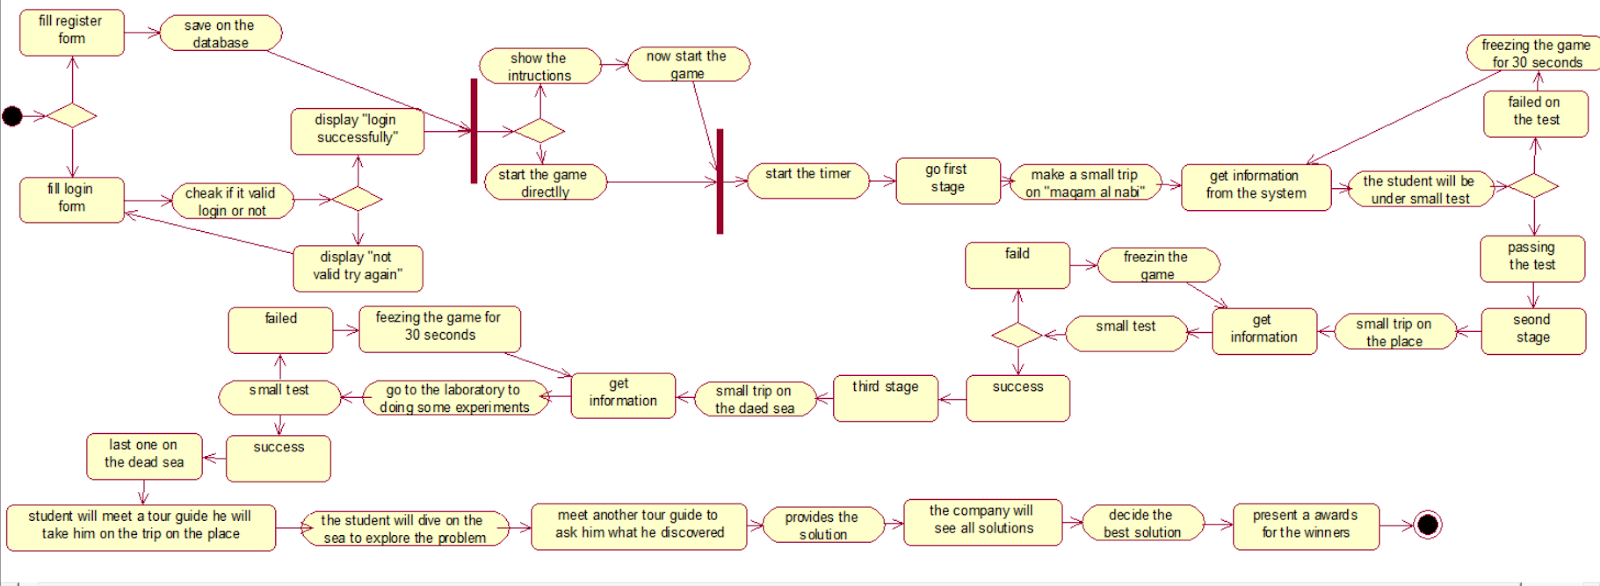 fill register
form
save on the
database
fill login
form
cheak if it valid
login or not
display "login
successfully"
display "not
valid try again"
show the
intructions
now start the
game
start the game
directlly
start the timer
go first
stage
make a small trip
on "maqam al nabi"
get information
from the system
the student will be
under small test
freezing the game
for 30 seconds
failed on
the test
passing
the test
seond
stage
small trip on
the place
get
information
small test
faild
freezin the
game
success
third stage
small trip on
the daed sea
get
information
go to the laboratory to
doing some experiments
small test
failed
feezing the game for
30 seconds
success
last one on
the dead sea
student will meet a tour guide he will
take him on the trip on the place
the student will dive on the
sea to explore the problem
meet another tour guide to
ask him what he discovered
provides the
solution
the company will
see all solutions
decide the
best solution
present a awards
for the winners